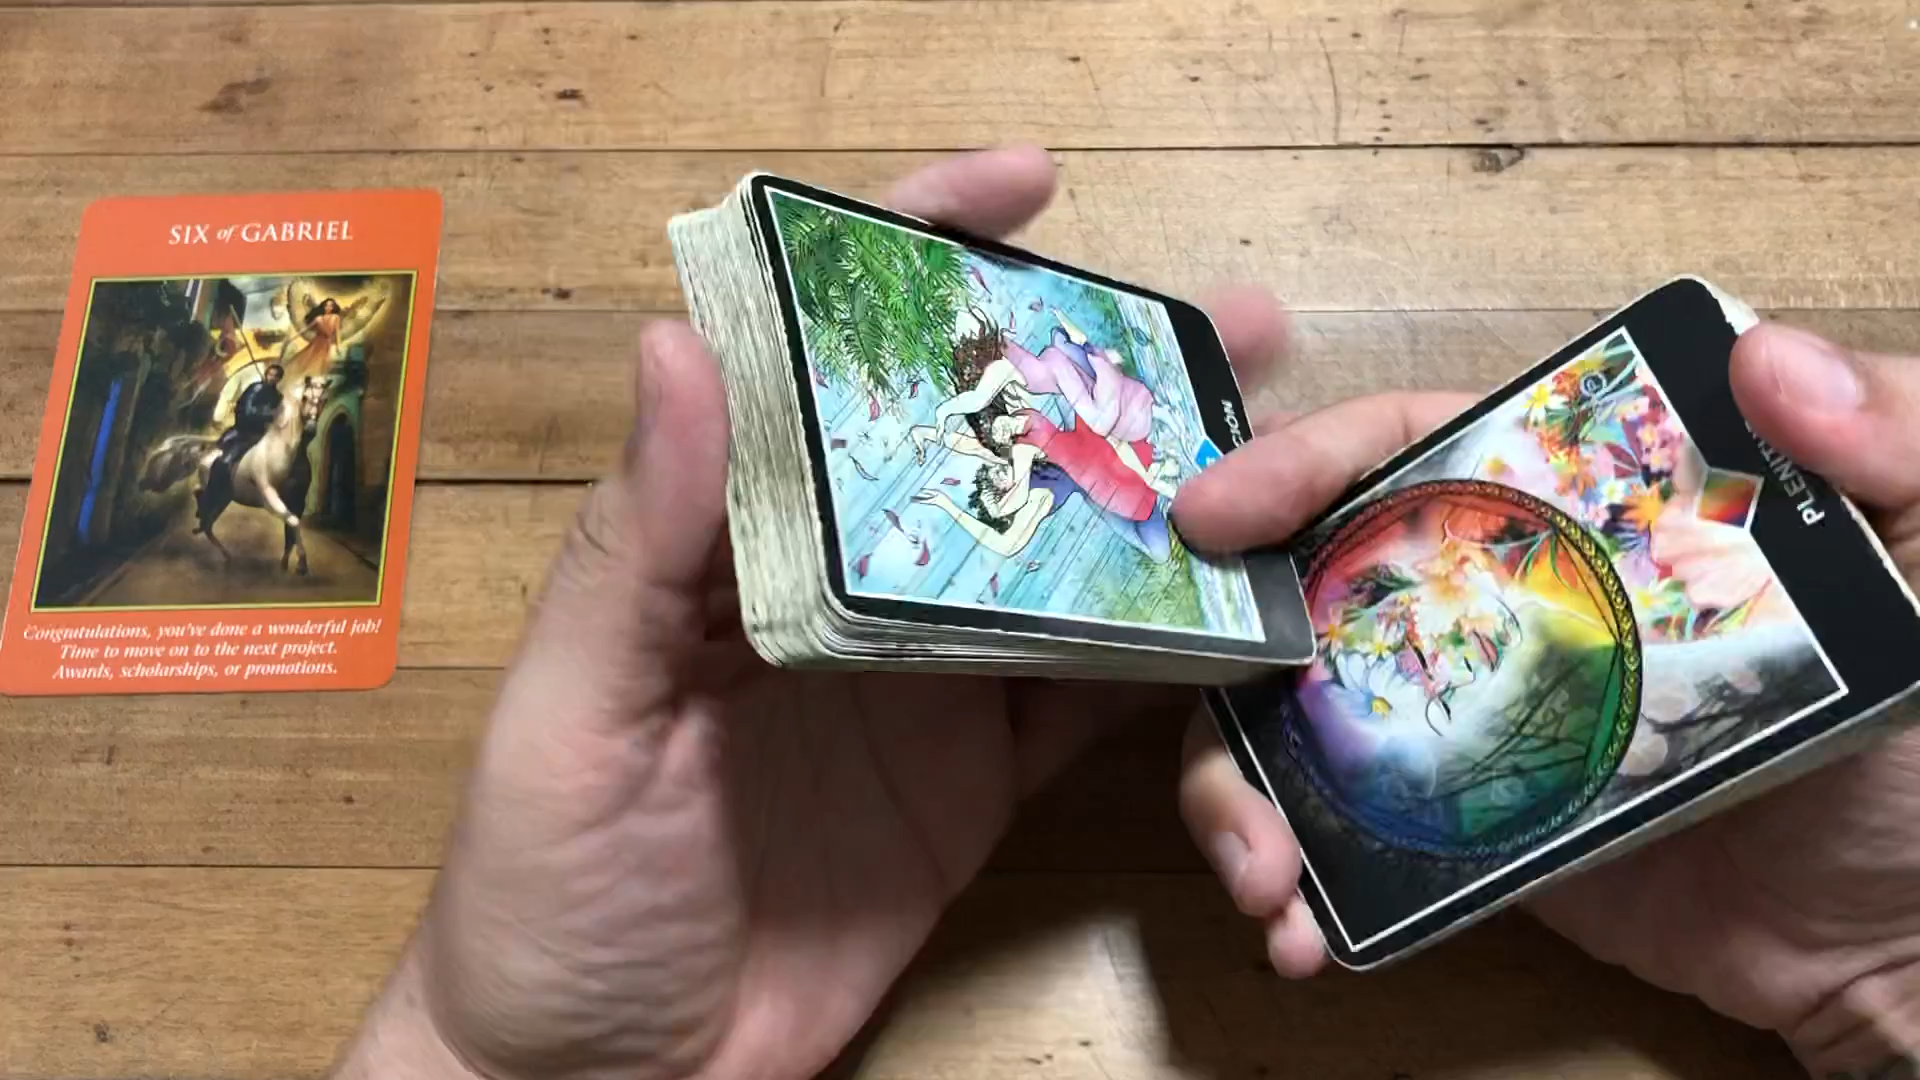 SIX of GABRIEL
Congratulations, you've done a wonderful job!
Time to move on to the next project.
Awards, scholarships, or promotions.